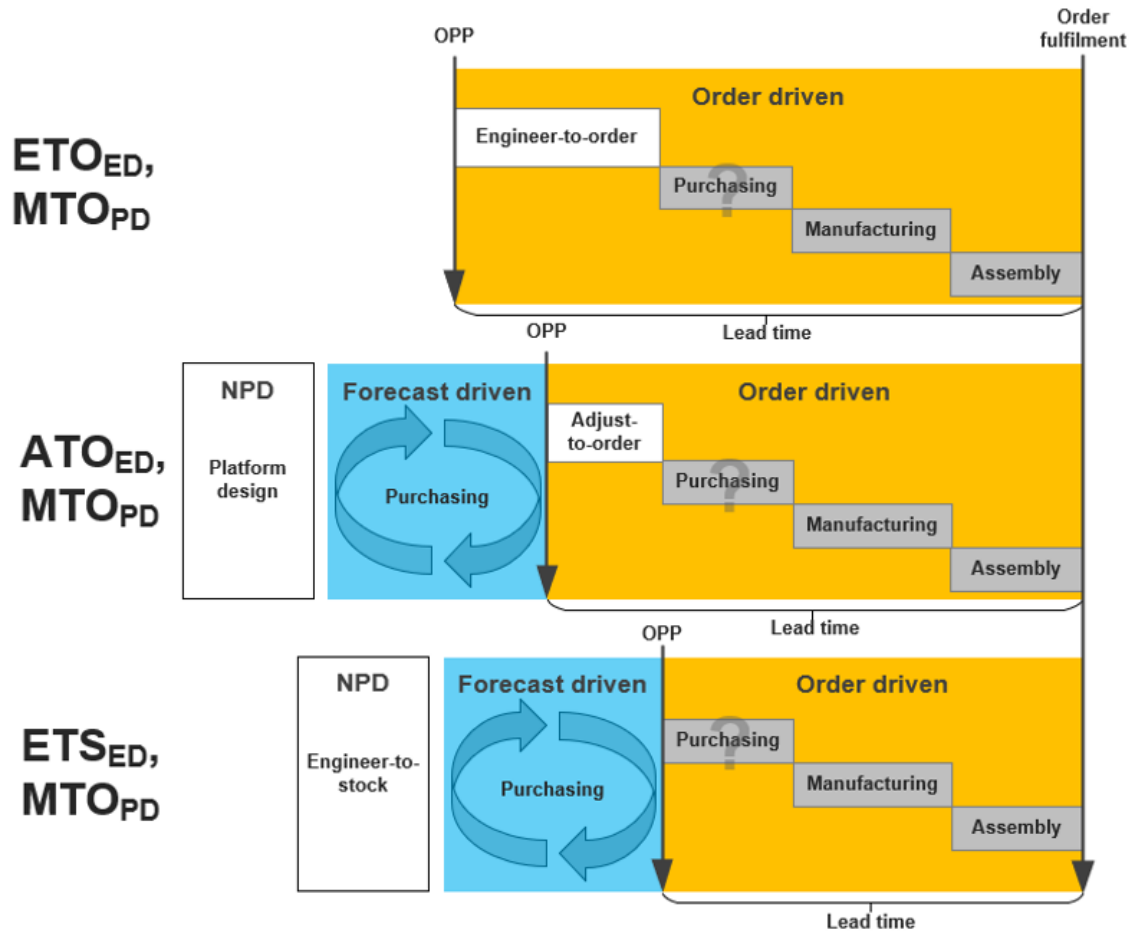 OPP
Order
fulfilment
Order driven
ETOED,
MTOPD
Engineer-to-order
Purchasing
?
Manufacturing
Assembly
Lead time
OPP
NPD
Platform
design
Forecast driven
Purchasing
Order driven
ATOED,
MTOPD
Adjust-
to-order
Purchasing
?
Manufacturing
Assembly
Lead time
OPP
NPD
Engineer-to-
stock
Forecast driven
Purchasing
Order driven
ETSED,
MTOPD
Purchasing
?
Manufacturing
Assembly
Lead time